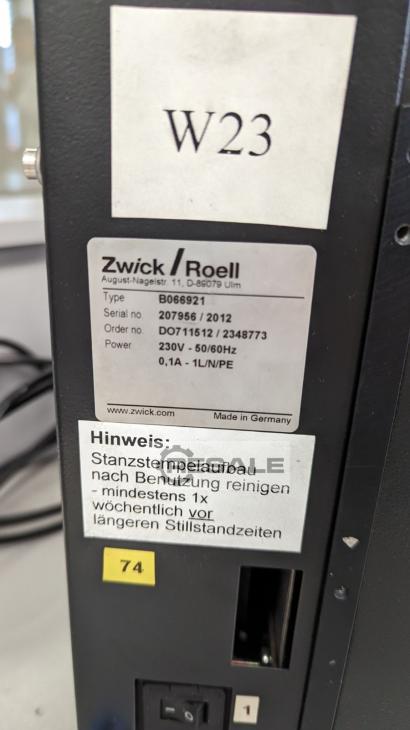 W23
Zwick / Roell
August-Nagelstr. 11, D-89079 Ulm
Type B066921
Serial no. 207956 / 2012
Order no. DO711512 / 2348773
Power 230V - 50/60Hz
0,1A - 1L/N/PE
www.zwick.com Made in Germany
Hinweis:
Stanzstempelaufbau
nach Benutzung reinigen
- mindestens 1x
wöchentlich vor
längeren Stillstandzeiten
RESALE
74
I O
1